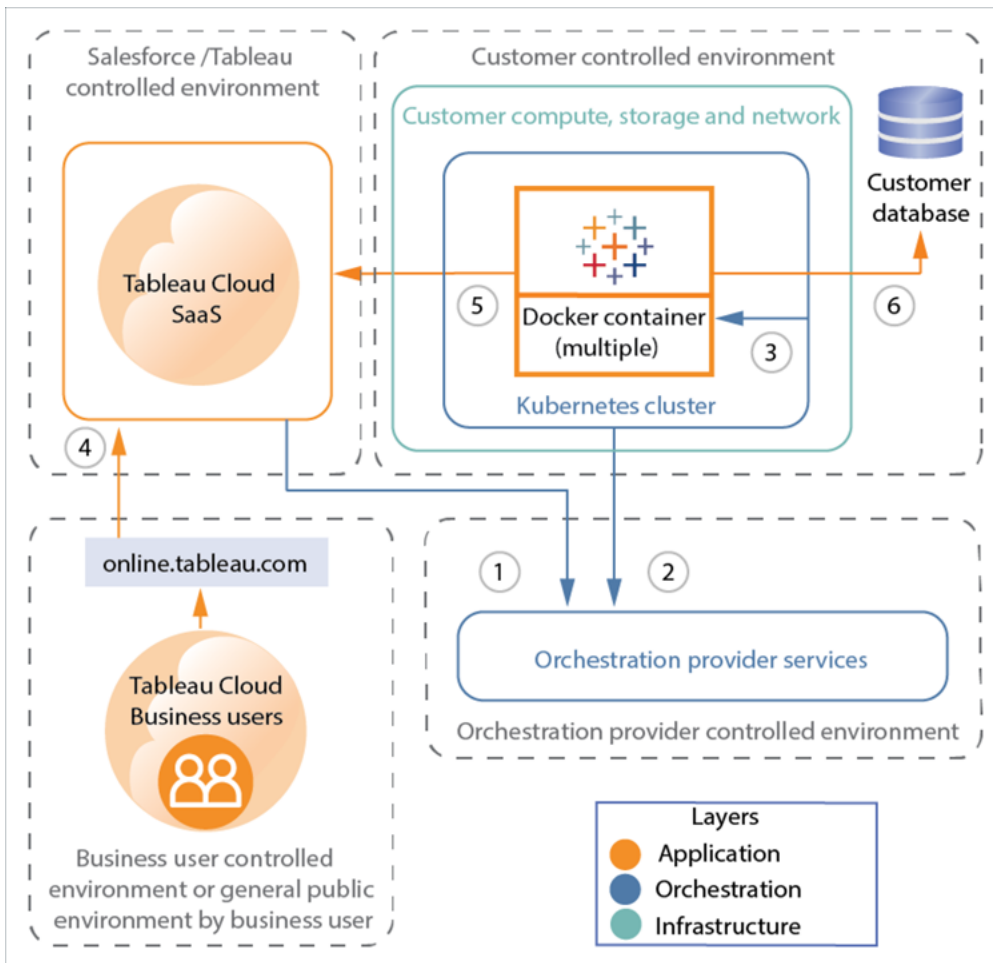 Salesforce /Tableau
controlled environment
Customer controlled environment
Customer compute, storage and network
Customer
database
Tableau Cloud
SaaS
5
Docker container
(multiple)
3
6
Kubernetes cluster
4
online.tableau.com
1
2
Orchestration provider services
Orchestration provider controlled environment
Tableau Cloud
Business users
Business user controlled
environment or general public
environment by business user
Layers
Application
Orchestration
Infrastructure